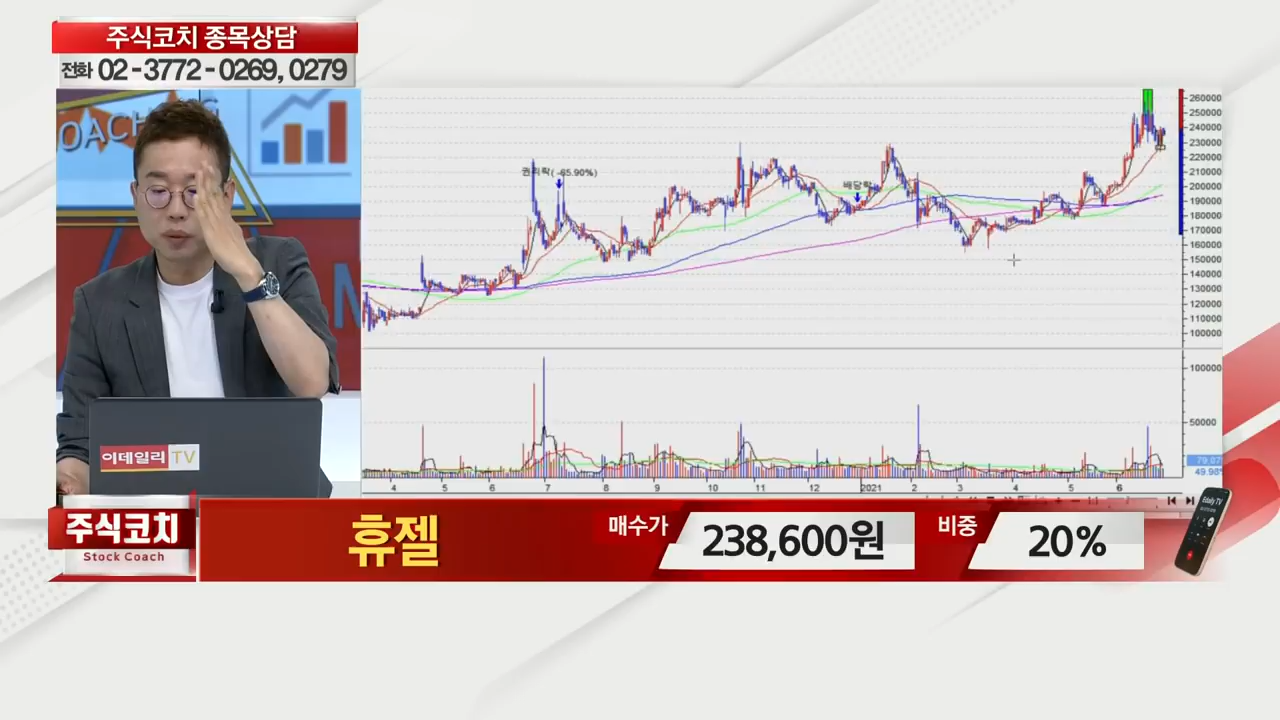 주식코치 종목상담
전화 02-3772-0269, 0279
권리락( -65.90%)
배당락
260000
250000
240000
230000
220000
210000
200000
190000
180000
170000
160000
150000
140000
130000
120000
110000
100000
100000
50000
49.98%
4 5 6 7 8 9 10 11 12 2021 2 3 4 5 6
이데일리 TV
주식코치
Stock Coach
휴젤 매수가 238,600원 비중 20%